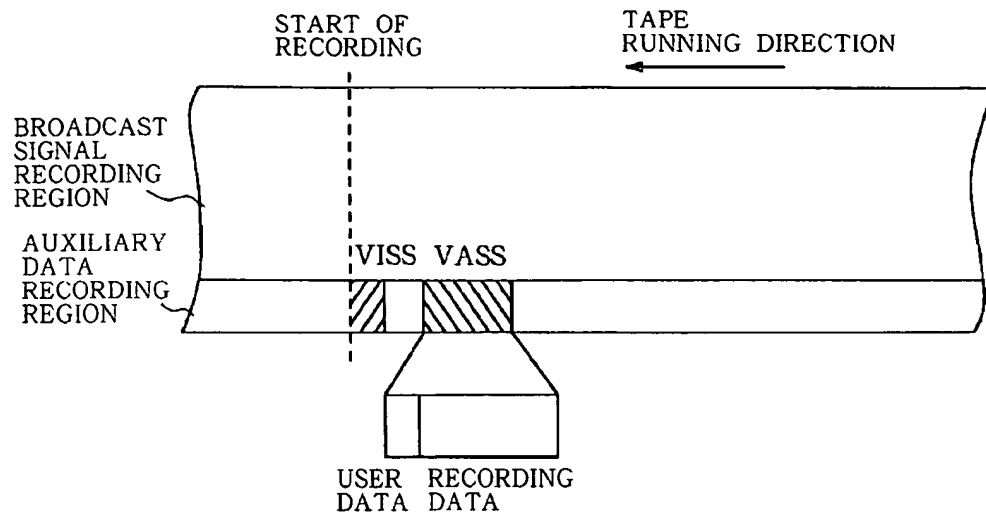 START OF
RECORDING
TAPE
RUNNING DIRECTION
BROADCAST
SIGNAL
RECORDING
REGION
AUXILIARY
DATA
RECORDING
REGION
VISS VASS
USER RECORDING
DATA DATA